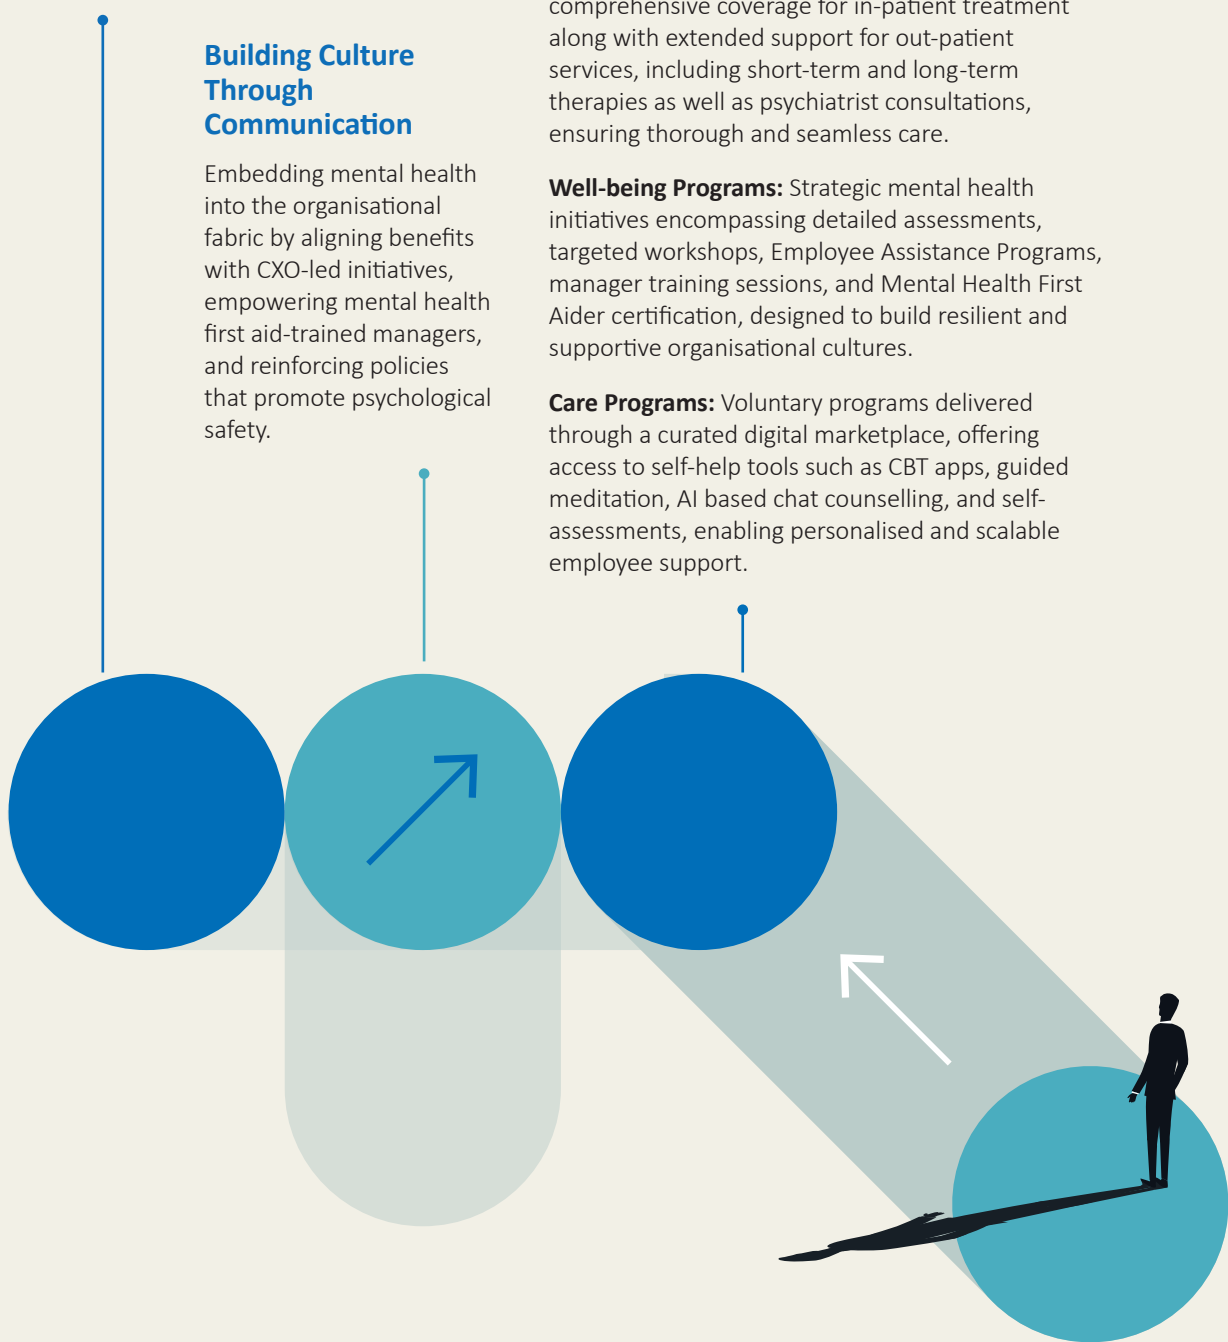 Building Culture
Through
Communication
Embedding mental health
into the organisational
fabric by aligning benefits
with CXO-led initiatives,
empowering mental health
first aid-trained managers,
and reinforcing policies
that promote psychological
safety.
comprehensive coverage for in-patient treatment
along with extended support for out-patient
services, including short-term and long-term
therapies as well as psychiatrist consultations,
ensuring thorough and seamless care.
Well-being Programs: Strategic mental health
initiatives encompassing detailed assessments,
targeted workshops, Employee Assistance Programs,
manager training sessions, and Mental Health First
Aider certification, designed to build resilient and
supportive organisational cultures.
Care Programs: Voluntary programs delivered
through a curated digital marketplace, offering
access to self-help tools such as CBT apps, guided
meditation, AI based chat counselling, and self-
assessments, enabling personalised and scalable
employee support.